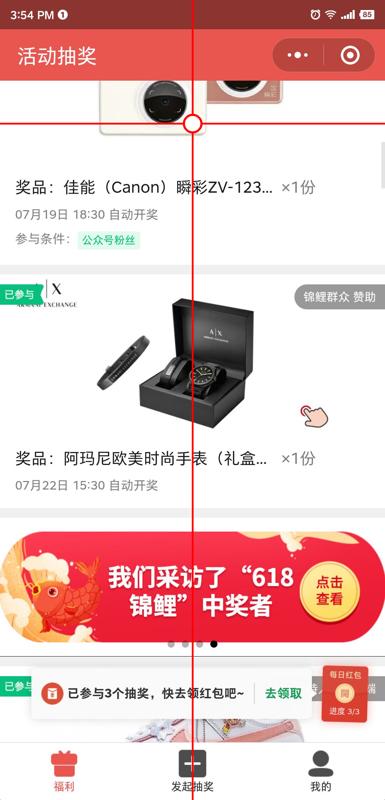 3:54 PM
85
活动抽奖
奖品：佳能（Canon）瞬彩ZV-123... ×1份
07月19日 18:30 自动开奖
参与条件： 公众号粉丝
已参与
A|X
ARMANI EXCHANGE
锦鲤群众 赞助
A|X
奖品：阿玛尼欧美时尚手表（礼盒... ×1份
07月22日 15:30 自动开奖
我们采访了“618
锦鲤”中奖者
点击
查看
已参
已参与3个抽奖，快去领红包吧~ 去领取
端
每日红包
開
进度 3/3
福利
发起抽奖
我的